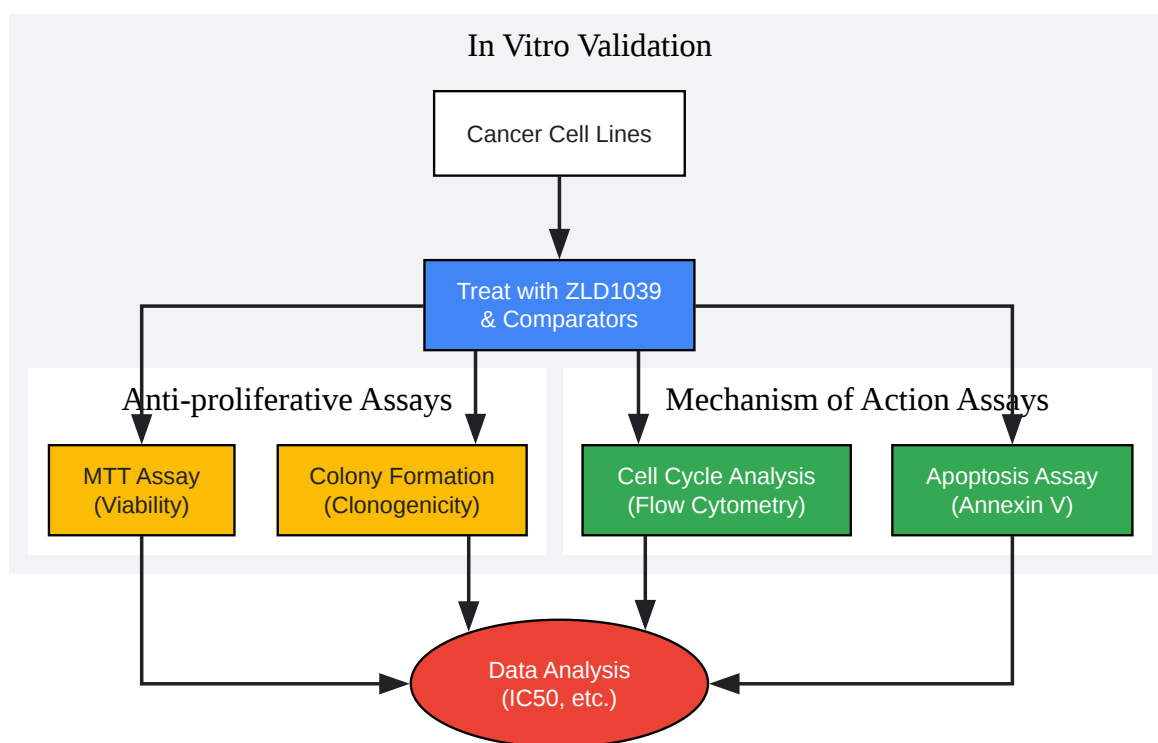 In Vitro Validation
Cancer Cell Lines
Treat with ZLD1039
& Comparators
Anti-proliferative Assays
Mechanism of Action Assays
MTT Assay
(Viability)
Colony Formation
(Clonogenicity)
Cell Cycle Analysis
(Flow Cytometry)
Apoptosis Assay
(Annexin V)
Data Analysis
(IC50, etc.)